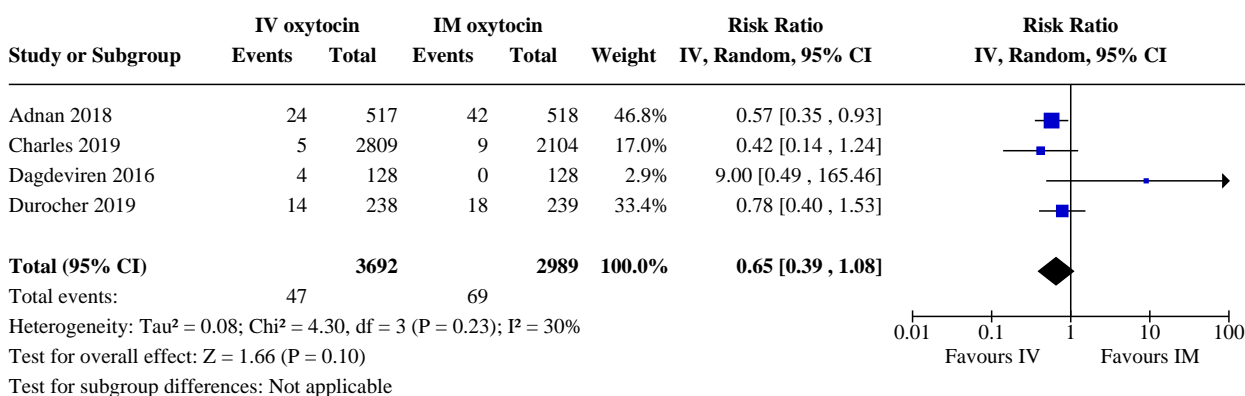 IV oxytocin IM oxytocin Risk Ratio Risk Ratio
Study or Subgroup Events Total Events Total Weight IV, Random, 95% CI IV, Random, 95% CI
Adnan 2018 24 517 42 518 46.8% 0.57 [0.35 , 0.93]
Charles 2019 5 2809 9 2104 17.0% 0.42 [0.14 , 1.24]
Dagdeviren 2016 4 128 0 128 2.9% 9.00 [0.49 , 165.46]
Durocher 2019 14 238 18 239 33.4% 0.78 [0.40 , 1.53]
Total (95% CI) 3692 2989 100.0% 0.65 [0.39 , 1.08]
Total events: 47 69
Heterogeneity: Tau² = 0.08; Chi² = 4.30, df = 3 (P = 0.23); I² = 30%
0.01 0.1 1 10 100
Test for overall effect: Z = 1.66 (P = 0.10)
Favours IV Favours IM
Test for subgroup differences: Not applicable